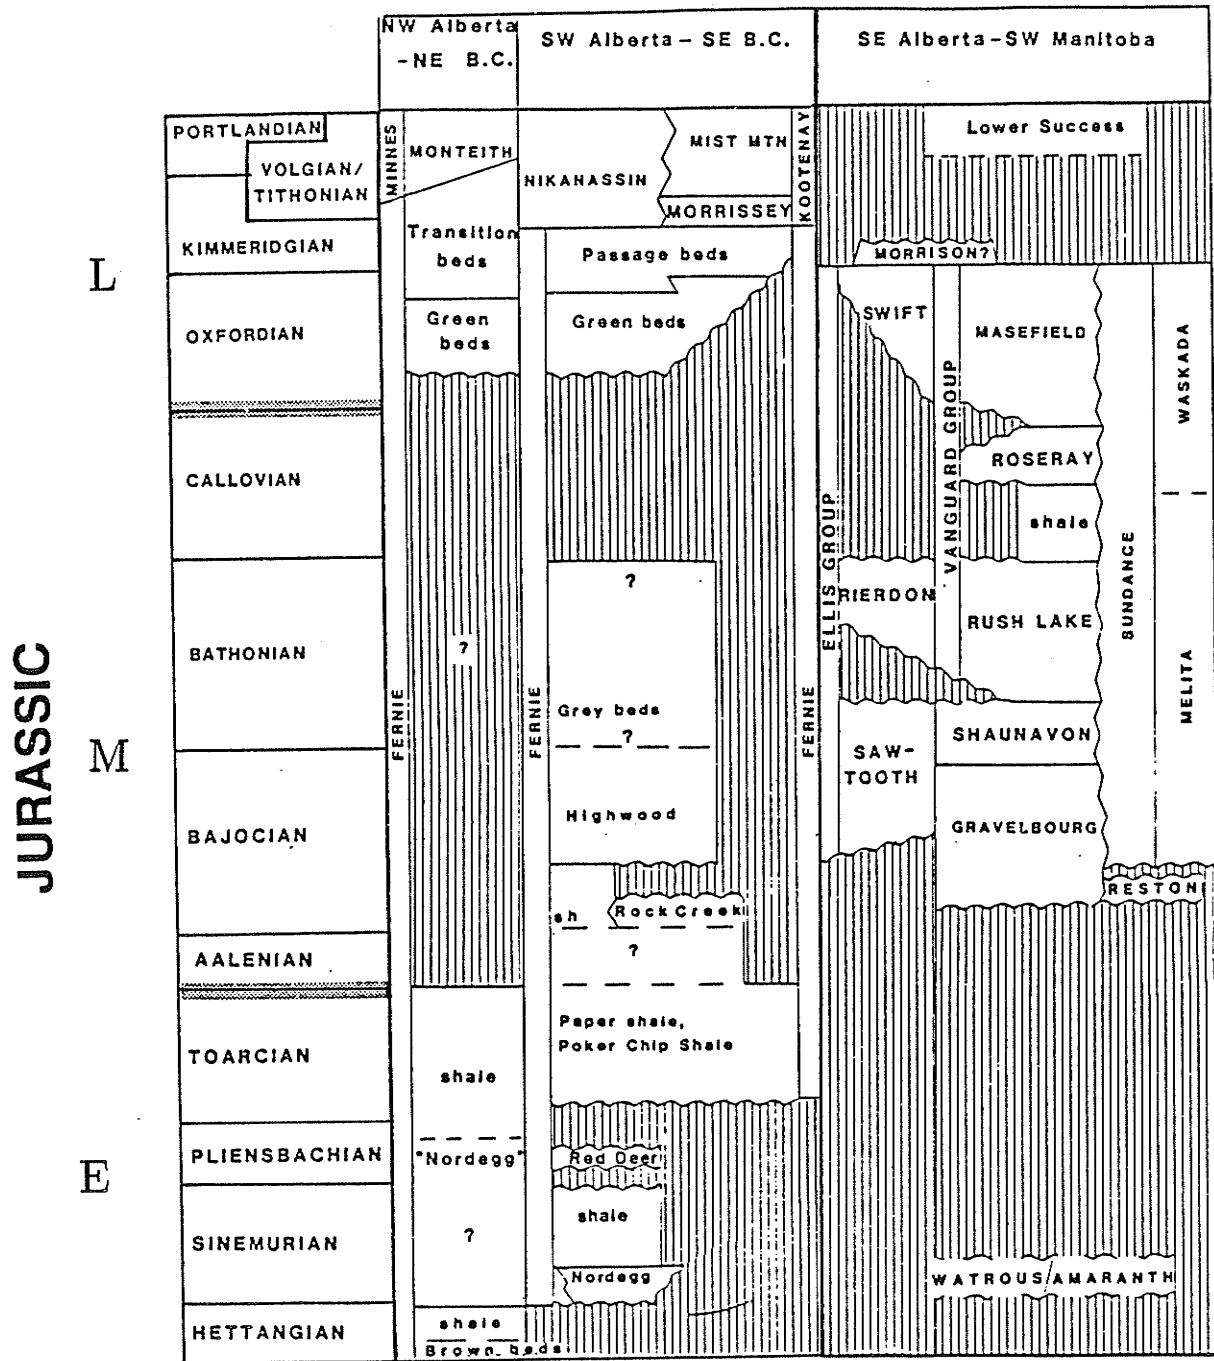 NW Alberta
-NE B.C.
SW Alberta - SE B.C.
SE Alberta - SW Manitoba
JURASSIC
L
M
E
PORTLANDIAN
VOLGIAN/
TITHONIAN
KIMMERIDGIAN
OXFORDIAN
CALLOVIAN
BATHONIAN
BAJOCIAN
AALENIAN
TOARCIAN
PLIENSBACHIAN
SINEMURIAN
HETTANGIAN
MINNES
FERNIE
MONTEITH
Transition
beds
Green
beds
?
shale
"Nordegg"
?
shale
Brown beds
FERNIE
NIKANASSIN
MIST MTN
MORRISSEY
KOOTENAY
Passage beds
Green beds
?
Grey beds
?
Highwood
sh
Rock Creek
?
Paper shale,
Poker Chip Shale
Red Deer
shale
Nordegg
FERNIE
Lower Success
MORRISON?
ELLIS GROUP
SWIFT
RIERDON
SAW-
TOOTH
VANGUARD GROUP
MASEFIELD
ROSERAY
shale
RUSH LAKE
SHAUNAVON
GRAVELBOURG
SUNDANCE
WASKADA
MELITA
RESTON
WATROUS/AMARANTH